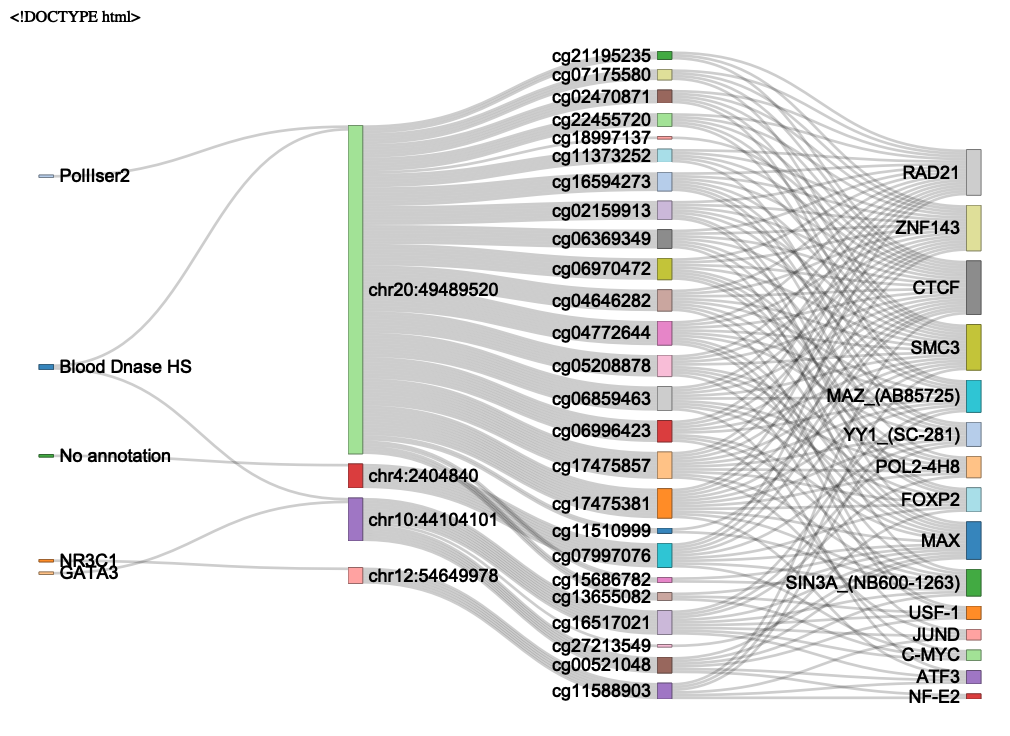 <!DOCTYPE html>
PolIIser2
Blood Dnase HS
No annotation
NR3C1
GATA3
chr20:49489520
chr4:2404840
chr10:44104101
chr12:54649978
cg21195235
cg07175580
cg02470871
cg22455720
cg18997137
cg11373252
cg16594273
cg02159913
cg06369349
cg06970472
cg04646282
cg04772644
cg05208878
cg06859463
cg06996423
cg17475857
cg17475381
cg11510999
cg07997076
cg15686782
cg13655082
cg16517021
cg27213549
cg00521048
cg11588903
RAD21
ZNF143
CTCF
SMC3
MAZ_(AB85725)
YY1_(SC-281)
POL2-4H8
FOXP2
MAX
SIN3A_(NB600-1263)
USF-1
JUND
C-MYC
ATF3
NF-E2